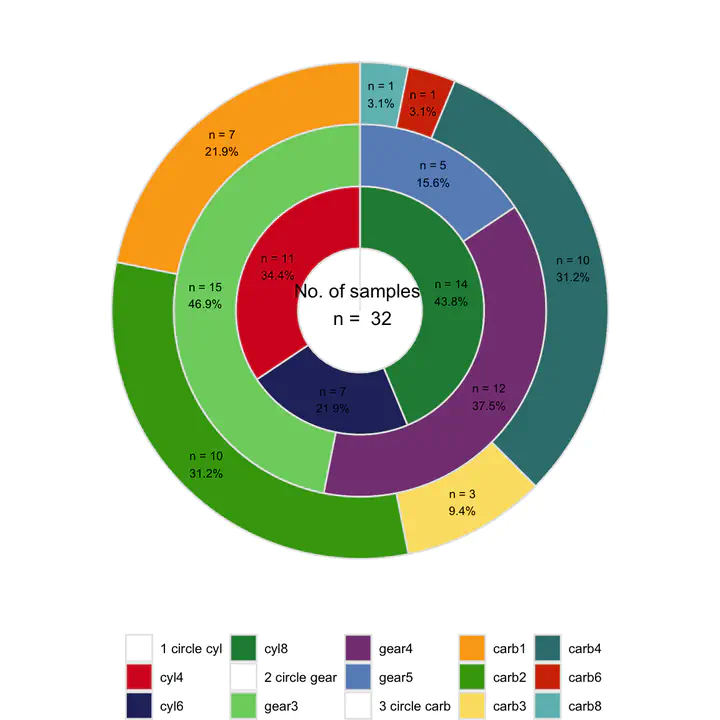 n = 1
3.1%
n = 1
3.1%
n = 7
21.9%
n = 5
15.6%
n = 11
34.4%
n = 10
31.2%
n = 15
46.9%
No. of samples
n = 32
n = 14
43.8%
n = 7
21.9%
n = 12
37.5%
n = 10
31.2%
n = 3
9.4%
1 circle cyl
cyl4
cyl6
cyl8
2 circle gear
gear3
gear4
gear5
3 circle carb
carb1
carb2
carb3
carb4
carb6
carb8